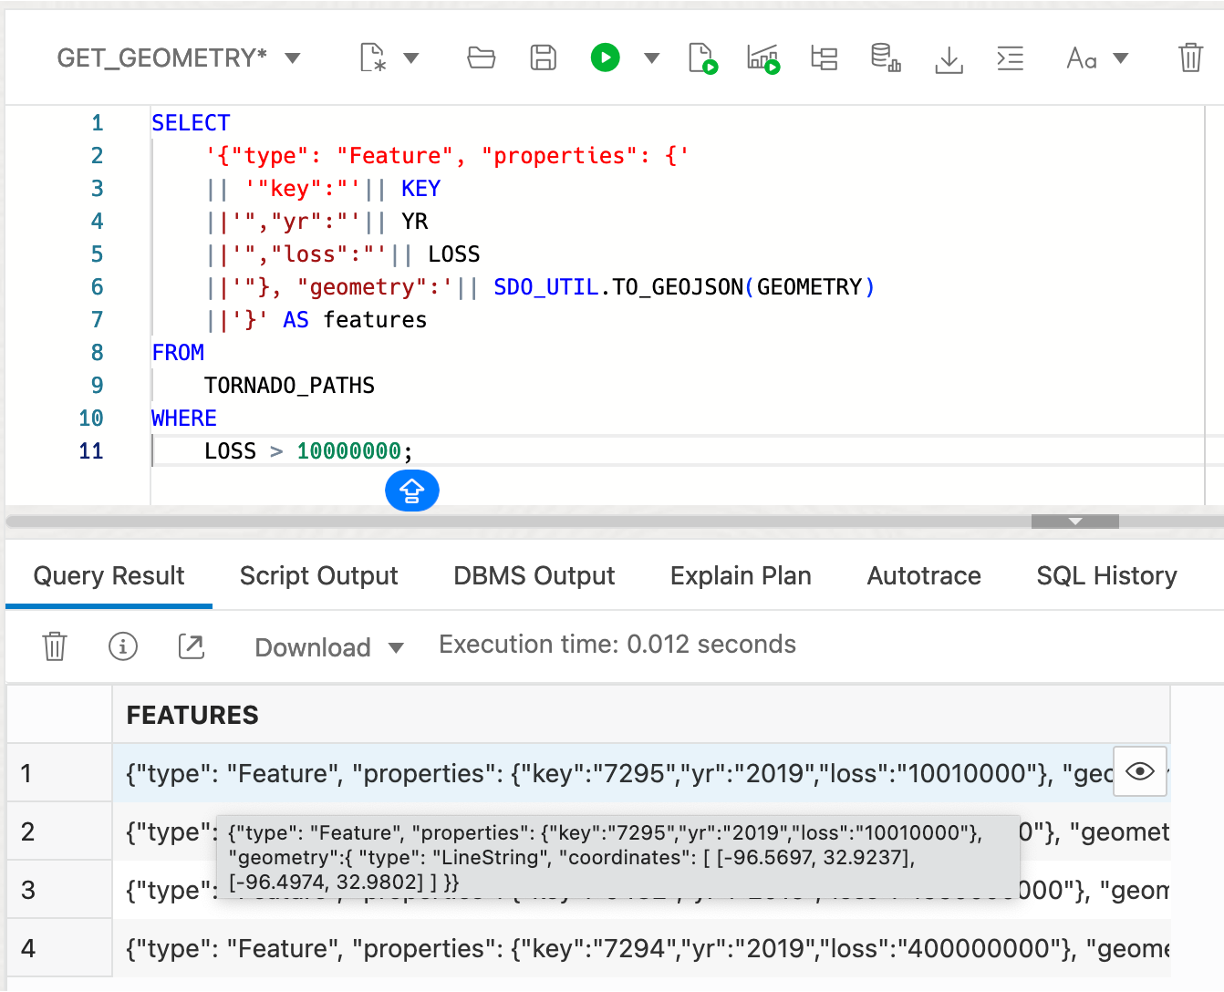 GET_GEOMETRY*
Aa
1 SELECT
2 '{"type": "Feature", "properties": {'
3 || '"key":"'|| KEY
4 ||'","yr":"'|| YR
5 ||'","loss":"'|| LOSS
6 ||'"}, "geometry":'|| SDO_UTIL.TO_GEOJSON(GEOMETRY)
7 ||'}' AS features
8 FROM
9 TORNADO_PATHS
10 WHERE
11 LOSS > 10000000;
Query Result Script Output DBMS Output Explain Plan Autotrace SQL History
Download Execution time: 0.012 seconds
FEATURES
1 {"type": "Feature", "properties": {"key":"7295","yr":"2019","loss":"10010000"}, "geo
2 {"type": 0"}, "geomet
{"type": "Feature", "properties": {"key":"7295","yr":"2019","loss":"10010000"},
"geometry":{ "type": "LineString", "coordinates": [ [-96.5697, 32.9237],
[-96.4974, 32.9802] ] }}
3 {"type": 000"}, "geom
4 {"type": "Feature", "properties": {"key":"7294","yr":"2019","loss":"400000000"}, "geome